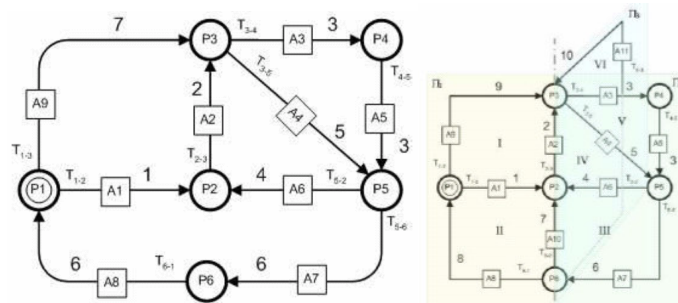 7
P3
T3-4
A3
3
P4
T3-5
T4-5
A9
2
A2
A4
A5
5
3
T1-3
T2-3
P1
T1-2
A1
1
P2
4
A6
T5-2
P5
T5-6
6
A8
T6-1
P6
6
A7
10
A11
VI
9
P3
A3
3
P4
V
I
2
A2
A4
A5
5
IV
3
P1
A1
1
P2
4
A6
P5
II
7
A10
III
8
A8
P6
6
A7